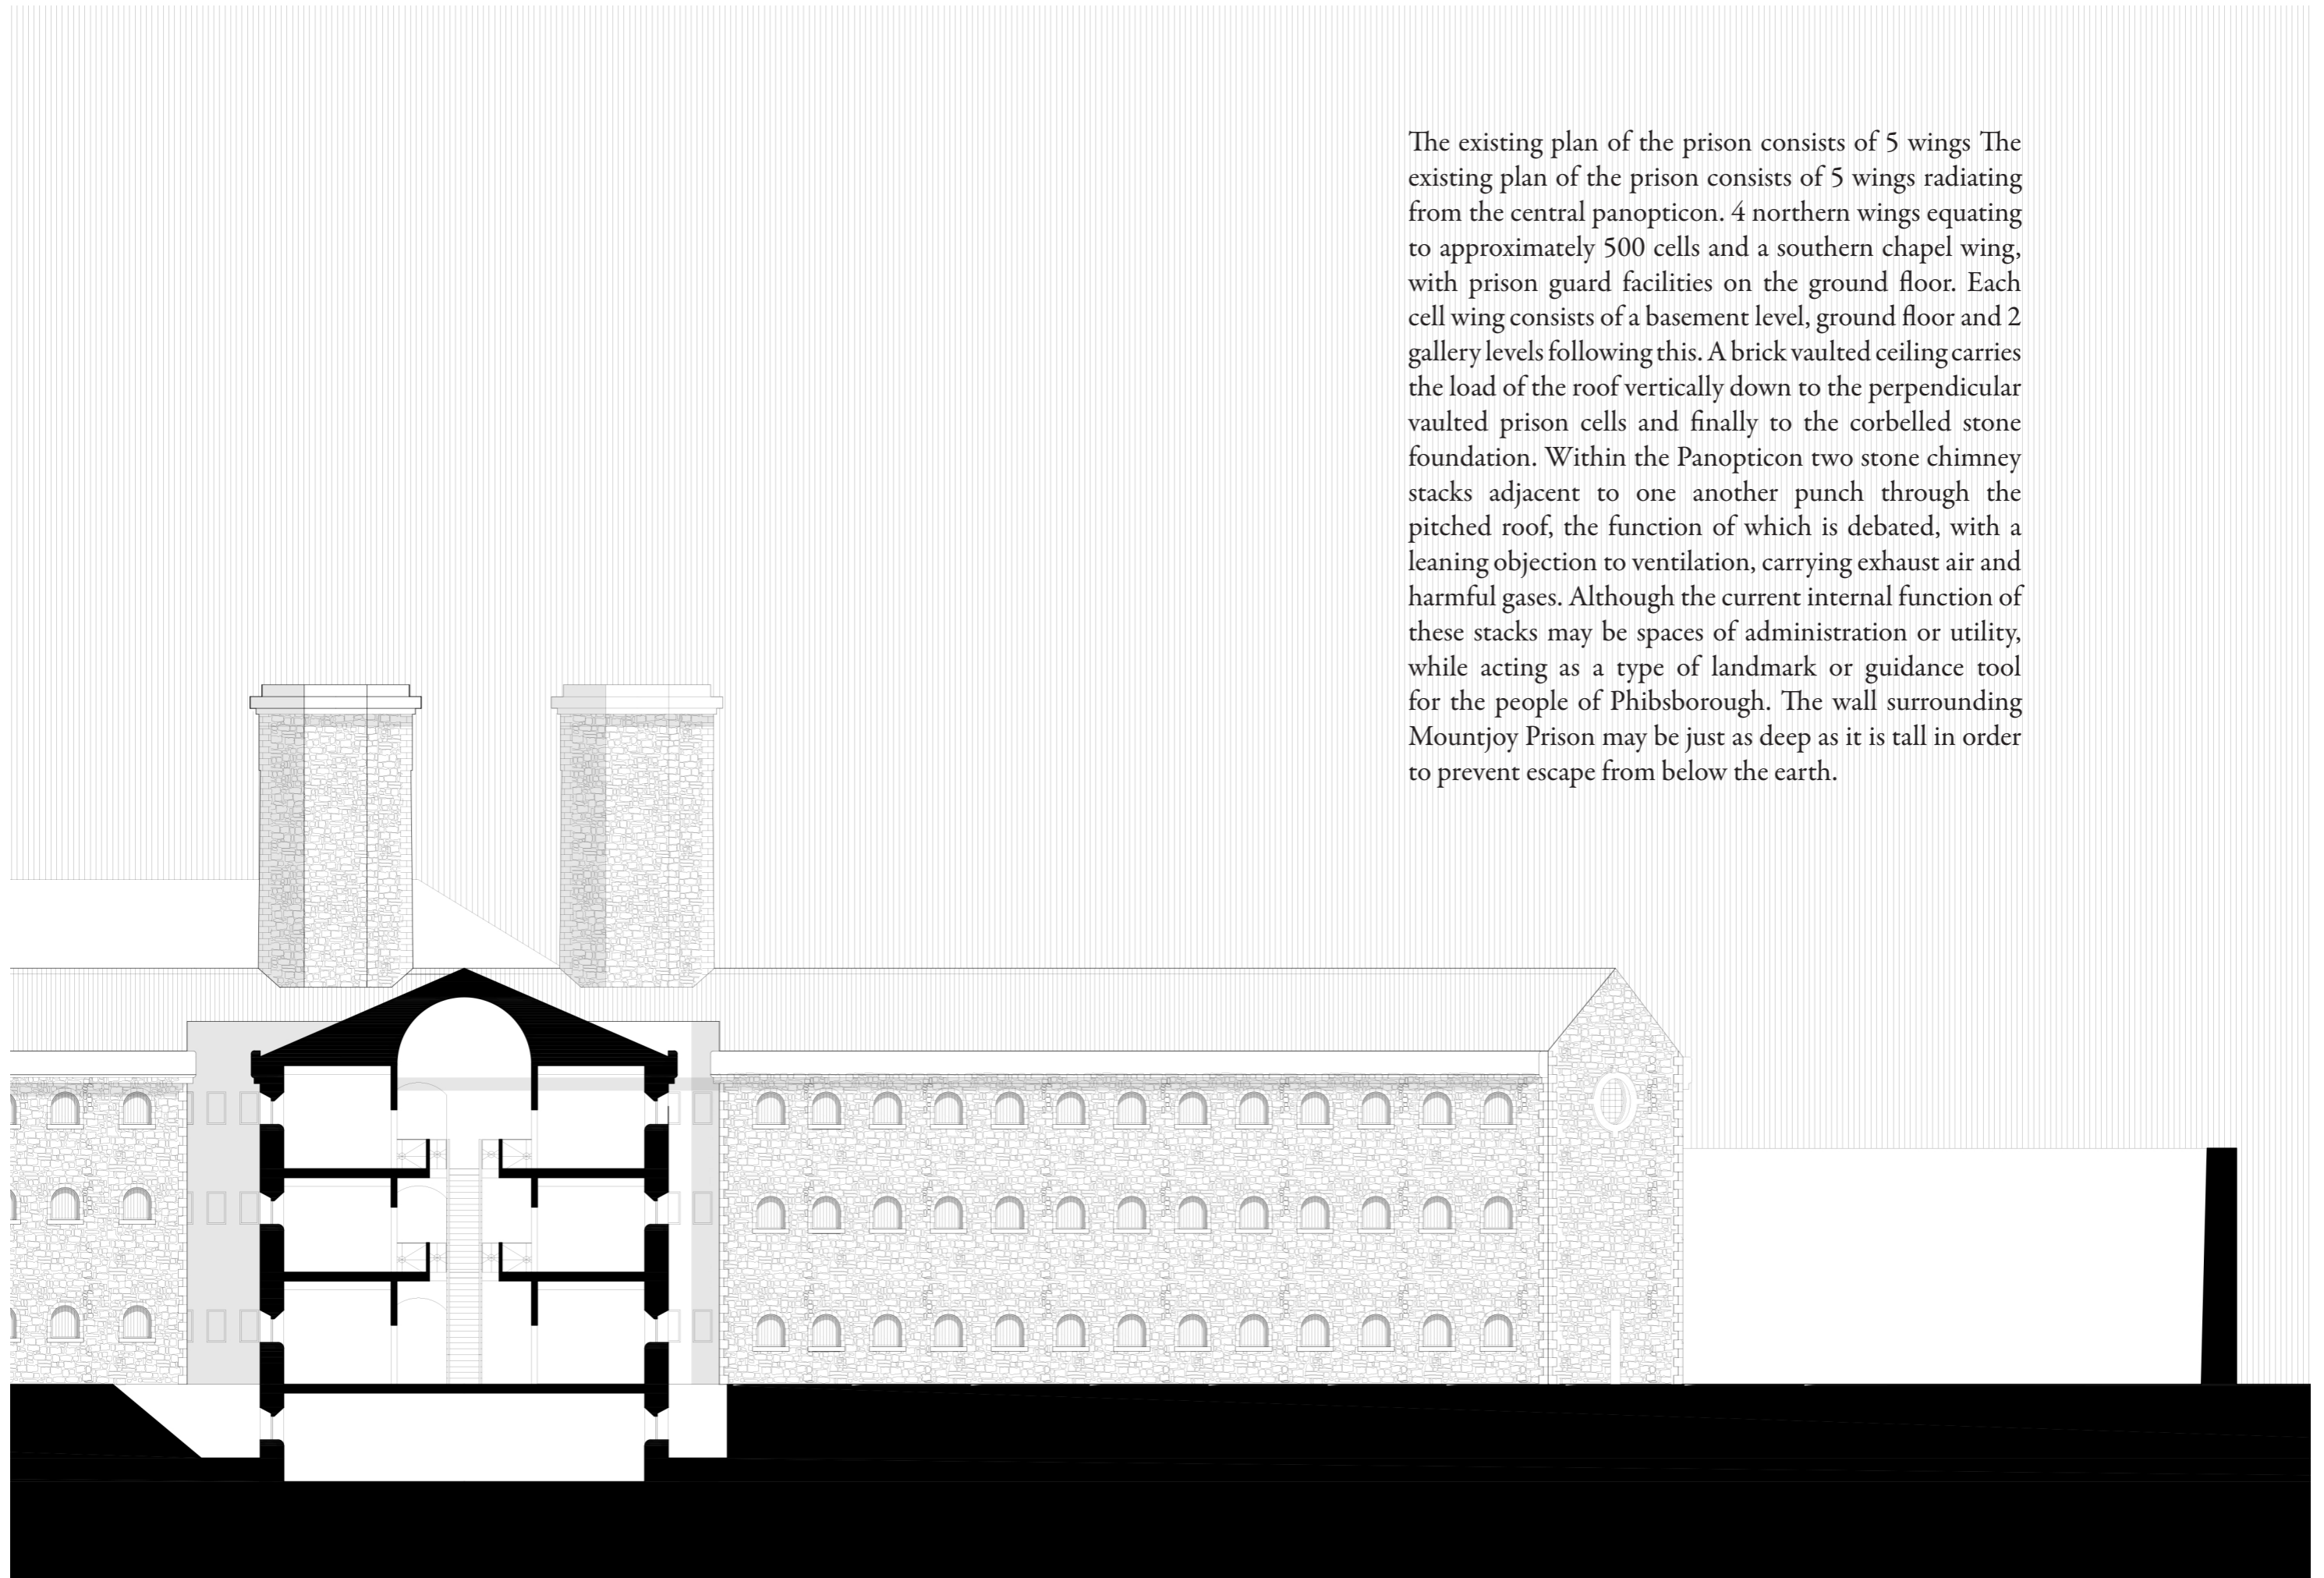 The existing plan of the prison consists of 5 wings The
existing plan of the prison consists of 5 wings radiating
from the central panopticon. 4 northern wings equating
to approximately 500 cells and a southern chapel wing,
with prison guard facilities on the ground floor. Each
cell wing consists of a basement level, ground floor and 2
gallery levels following this. A brick vaulted ceiling carries
the load of the roof vertically down to the perpendicular
vaulted prison cells and finally to the corbelled stone
foundation. Within the Panopticon two stone chimney
stacks adjacent to one another punch through the
pitched roof, the function of which is debated, with a
leaning objection to ventilation, carrying exhaust air and
harmful gases. Although the current internal function of
these stacks may be spaces of administration or utility,
while acting as a type of landmark or guidance tool
for the people of Phibsborough. The wall surrounding
Mountjoy Prison may be just as deep as it is tall in order
to prevent escape from below the earth.